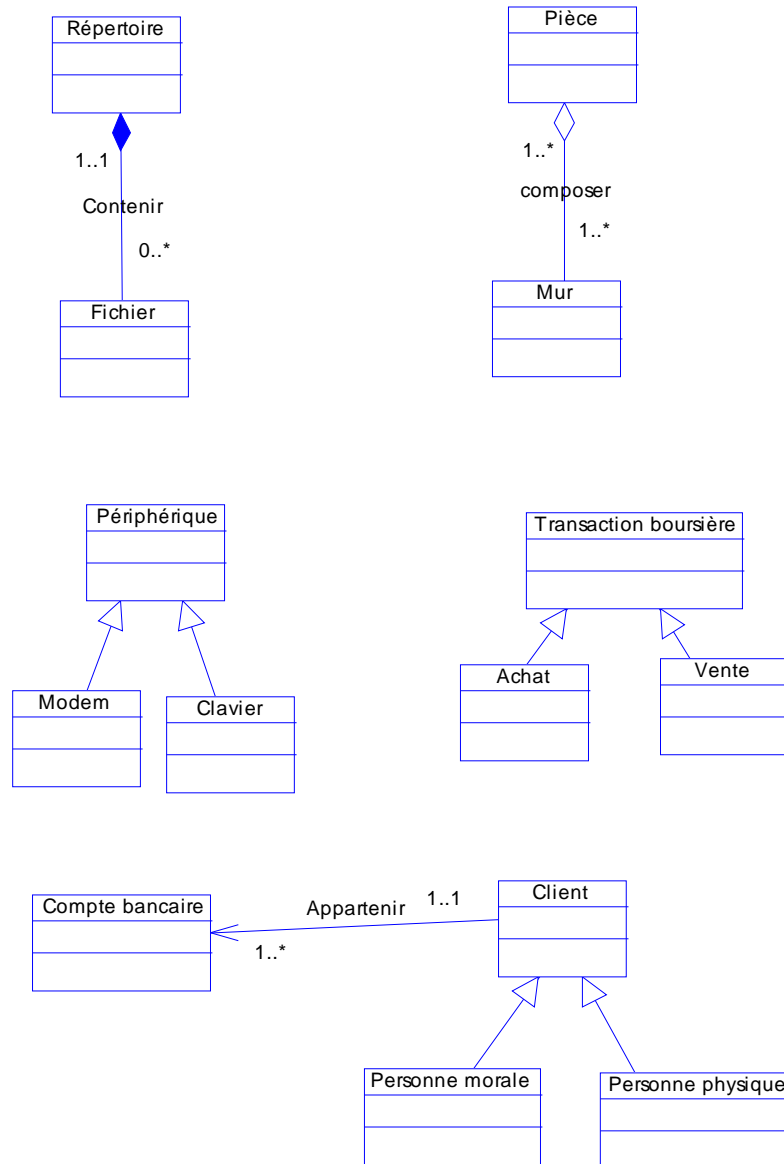 Répertoire
1..1
Contenir
0..*
Fichier
Pièce
1..*
composer
1..*
Mur
Périphérique
Modem
Clavier
Transaction boursière
Achat
Vente
Compte bancaire
Appartenir
1..1
1..*
Client
Personne morale
Personne physique